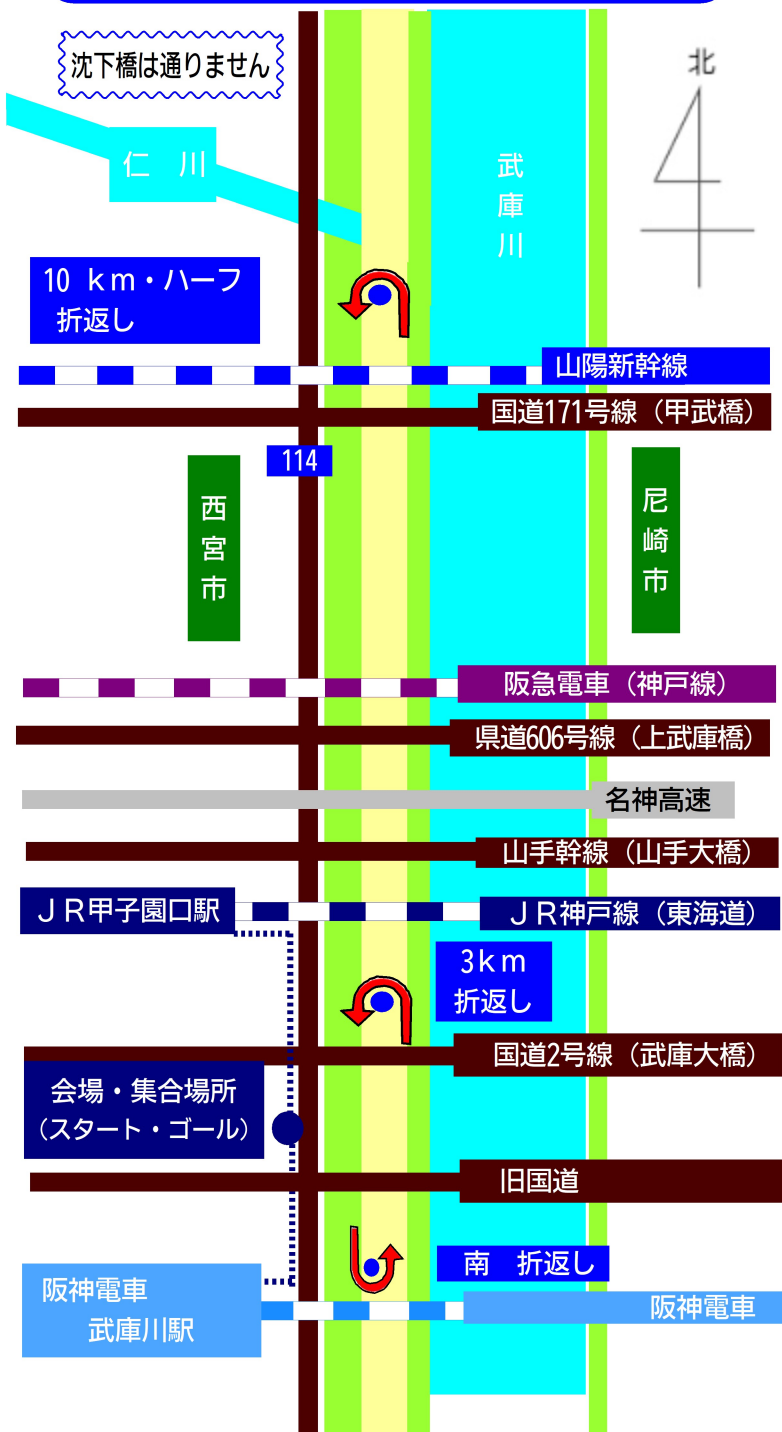 沈下橋は通りません
北
仁　川
武庫川
10 ｋｍ・ハーフ
折返し
山陽新幹線
国道171号線（甲武橋）
114
西宮市
尼崎市
阪急電車（神戸線）
県道606号線（上武庫橋）
名神高速
山手幹線（山手大橋）
ＪＲ甲子園口駅
ＪＲ神戸線（東海道）
3ｋｍ
折返し
国道2号線（武庫大橋）
会場・集合場所
（スタート・ゴール）
旧国道
南　折返し
阪神電車
武庫川駅
阪神電車